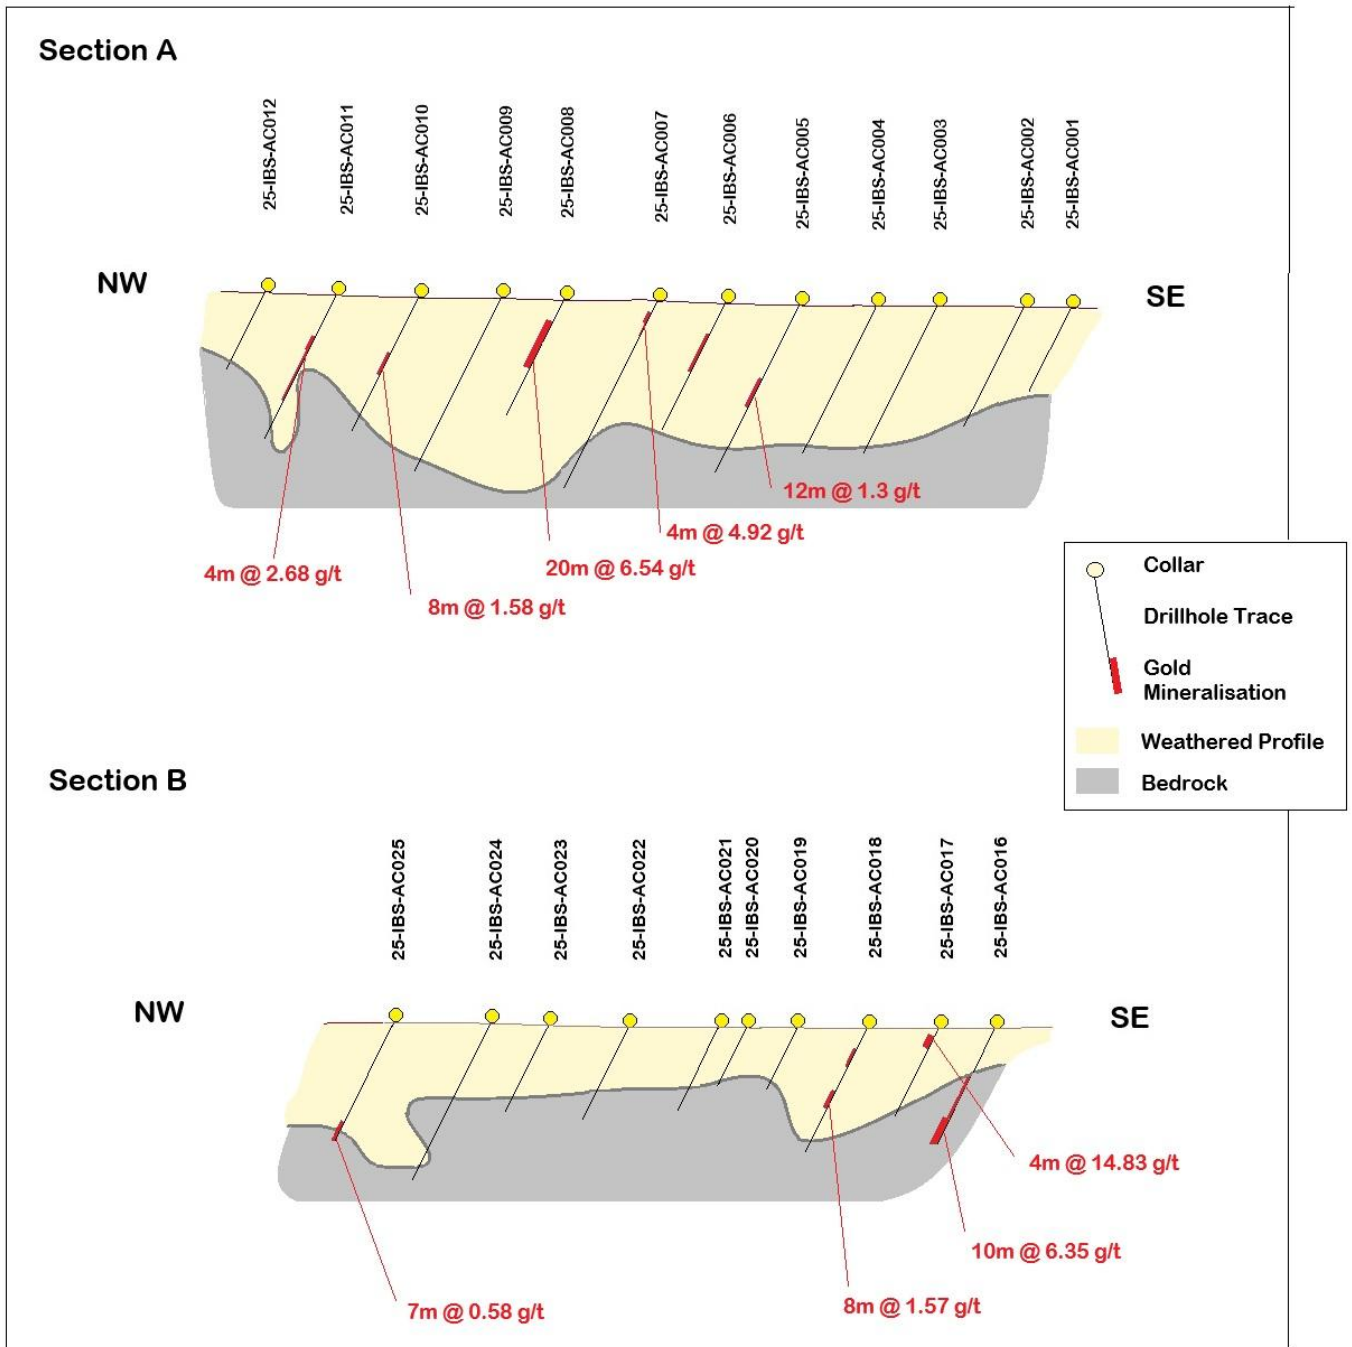 Section A
25-IBS-AC012
25-IBS-AC011
25-IBS-AC010
25-IBS-AC009
25-IBS-AC008
25-IBS-AC007
25-IBS-AC006
25-IBS-AC005
25-IBS-AC004
25-IBS-AC003
25-IBS-AC002
25-IBS-AC001
NW
SE
12m @ 1.3 g/t
4m @ 4.92 g/t
20m @ 6.54 g/t
4m @ 2.68 g/t
8m @ 1.58 g/t
Collar
Drillhole Trace
Gold
Mineralisation
Weathered Profile
Bedrock
Section B
25-IBS-AC025
25-IBS-AC024
25-IBS-AC023
25-IBS-AC022
25-IBS-AC021
25-IBS-AC020
25-IBS-AC019
25-IBS-AC018
25-IBS-AC017
25-IBS-AC016
NW
SE
4m @ 14.83 g/t
10m @ 6.35 g/t
8m @ 1.57 g/t
7m @ 0.58 g/t